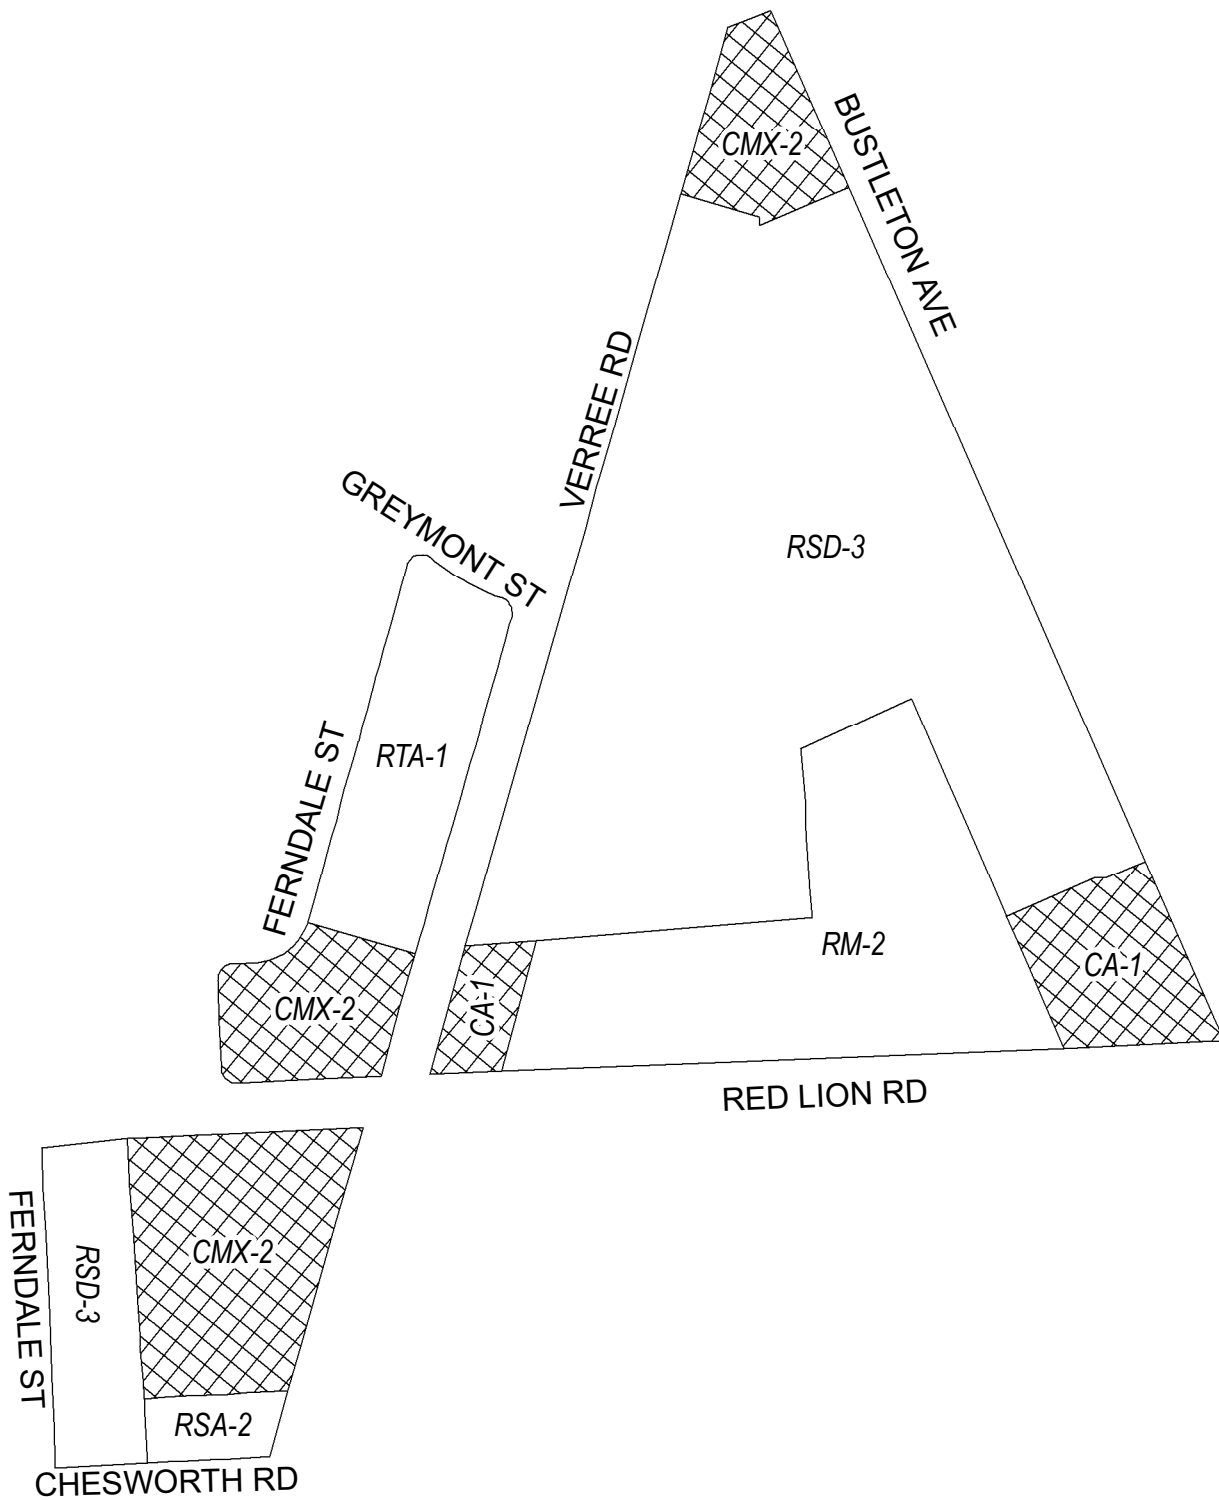 CMX-2
BUSTLETON AVE
VERREE RD
GREYMONT ST
RSD-3
FERNDALE ST
RTA-1
RM-2
CA-1
CMX-2
CA-1
RED LION RD
FERNDALE ST
RSD-3
CMX-2
RSA-2
CHESWORTH RD